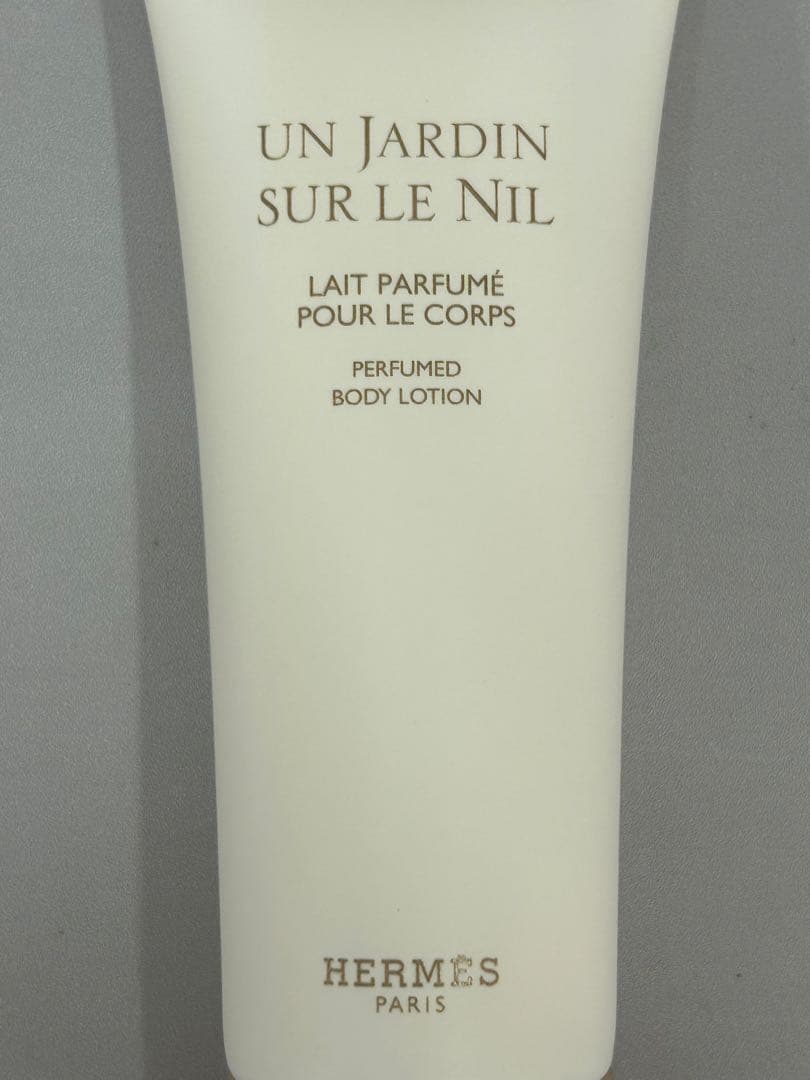 UN JARDIN
SUR LE NIL
LAIT PARFUMÉ
POUR LE CORPS
PERFUMED
BODY LOTION
HERMÈS
PARIS